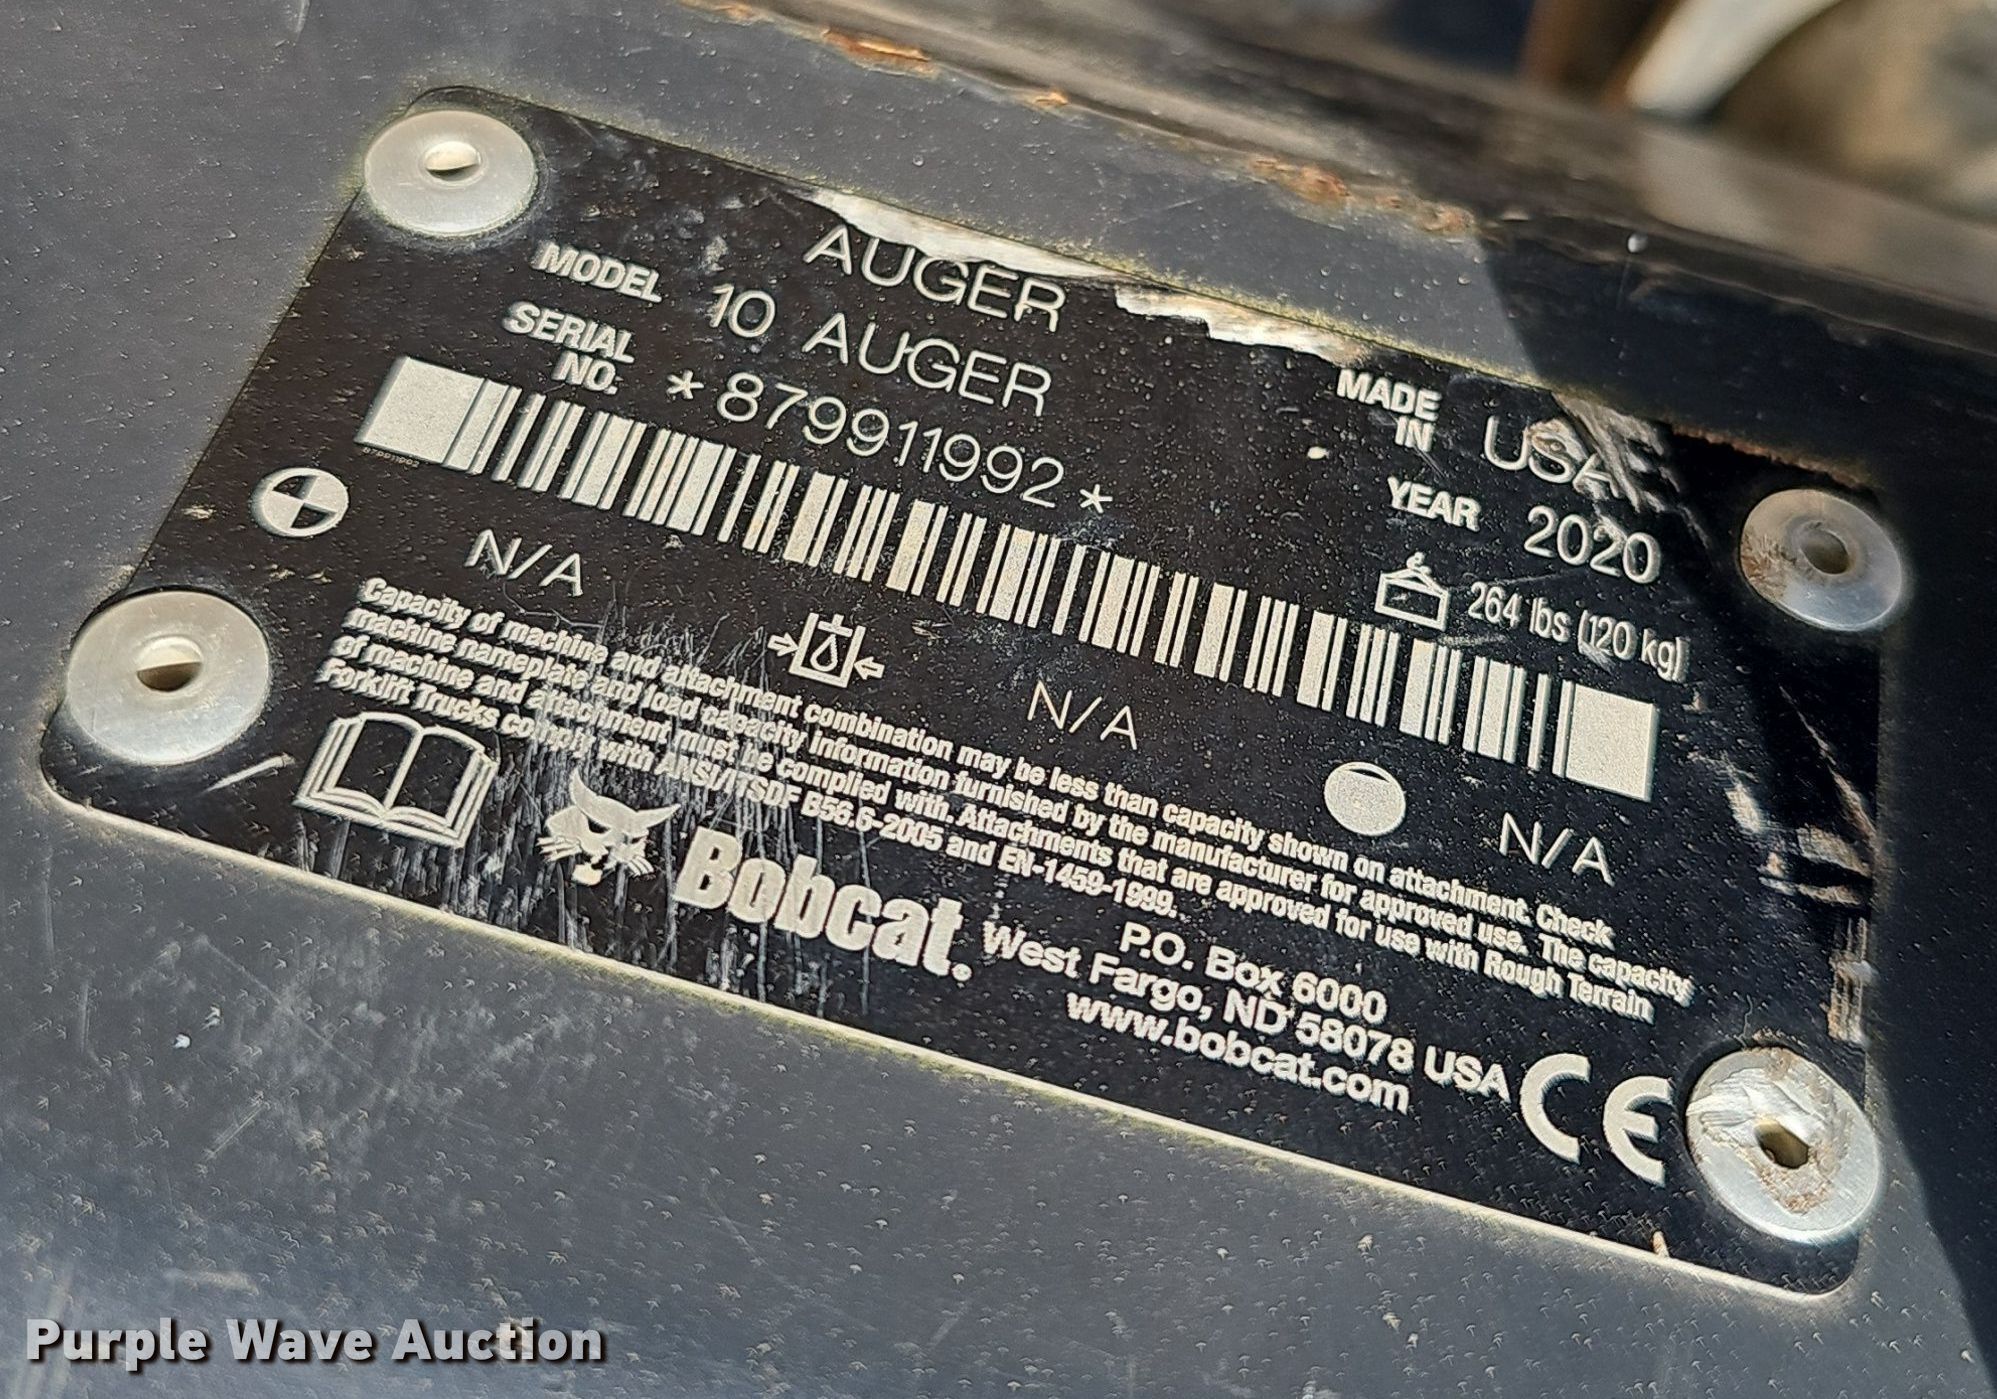 AUGER
MODEL 10 AUGER
MADE IN USA
SERIAL NO. *879911992*
YEAR 2020
879911992
264 lbs (120 kg)
N/A
N/A
N/A
Capacity of machine and attachment combination may be less than capacity shown on attachment. Check
machine nameplate and load capacity information furnished by the manufacturer for approved use. The capacity
of machine and attachment must be complied with. Attachments that are approved for use with Rough Terrain
Forklift Trucks comply with ANSI/ITSDF B56.6-2005 and EN-1459-1999.
Bobcat.
P.O. Box 6000
West Fargo, ND 58078 USA
www.bobcat.com
CE
Purple Wave Auction